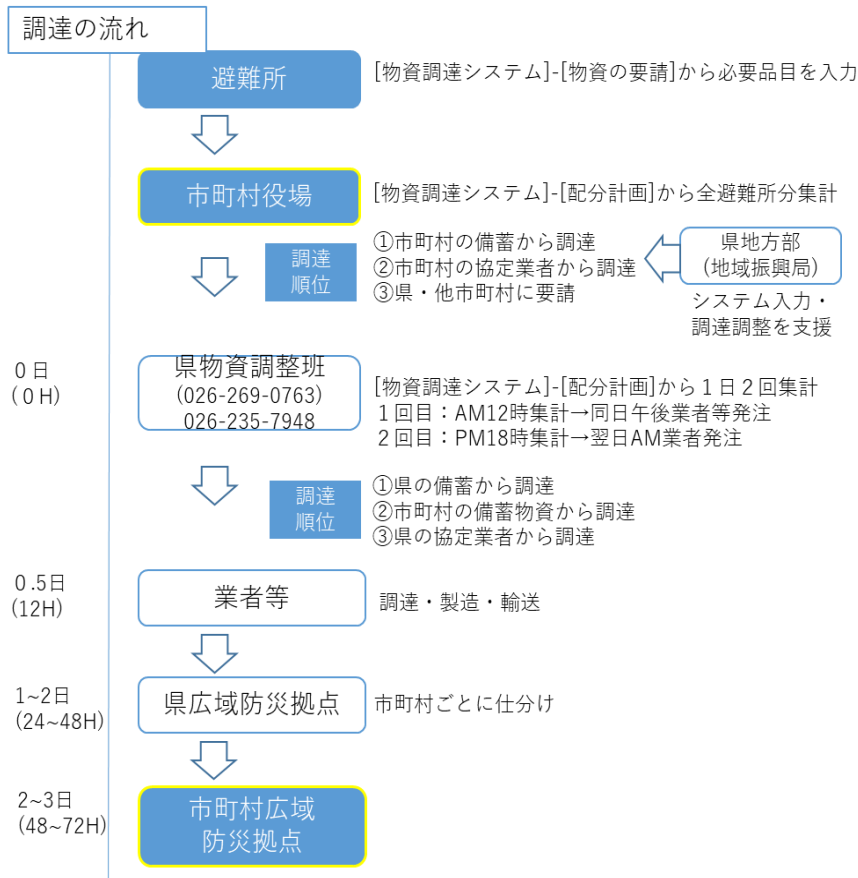 調達の流れ
避難所
[物資調達システム]-[物資の要請]から必要品目を入力
市町村役場
[物資調達システム]-[配分計画]から全避難所分集計
調達
順位
①市町村の備蓄から調達
②市町村の協定業者から調達
③県・他市町村に要請
県地方部
(地域振興局)
システム入力・
調達調整を支援
0日
(0H)
県物資調整班
(026-269-0763)
026-235-7948
[物資調達システム]-[配分計画]から1日2回集計
1回目：AM12時集計→同日午後業者等発注
2回目：PM18時集計→翌日AM業者発注
調達
順位
①県の備蓄から調達
②市町村の備蓄物資から調達
③県の協定業者から調達
0.5日
(12H)
業者等
調達・製造・輸送
1~2日
(24~48H)
県広域防災拠点
市町村ごとに仕分け
2~3日
(48~72H)
市町村広域
防災拠点